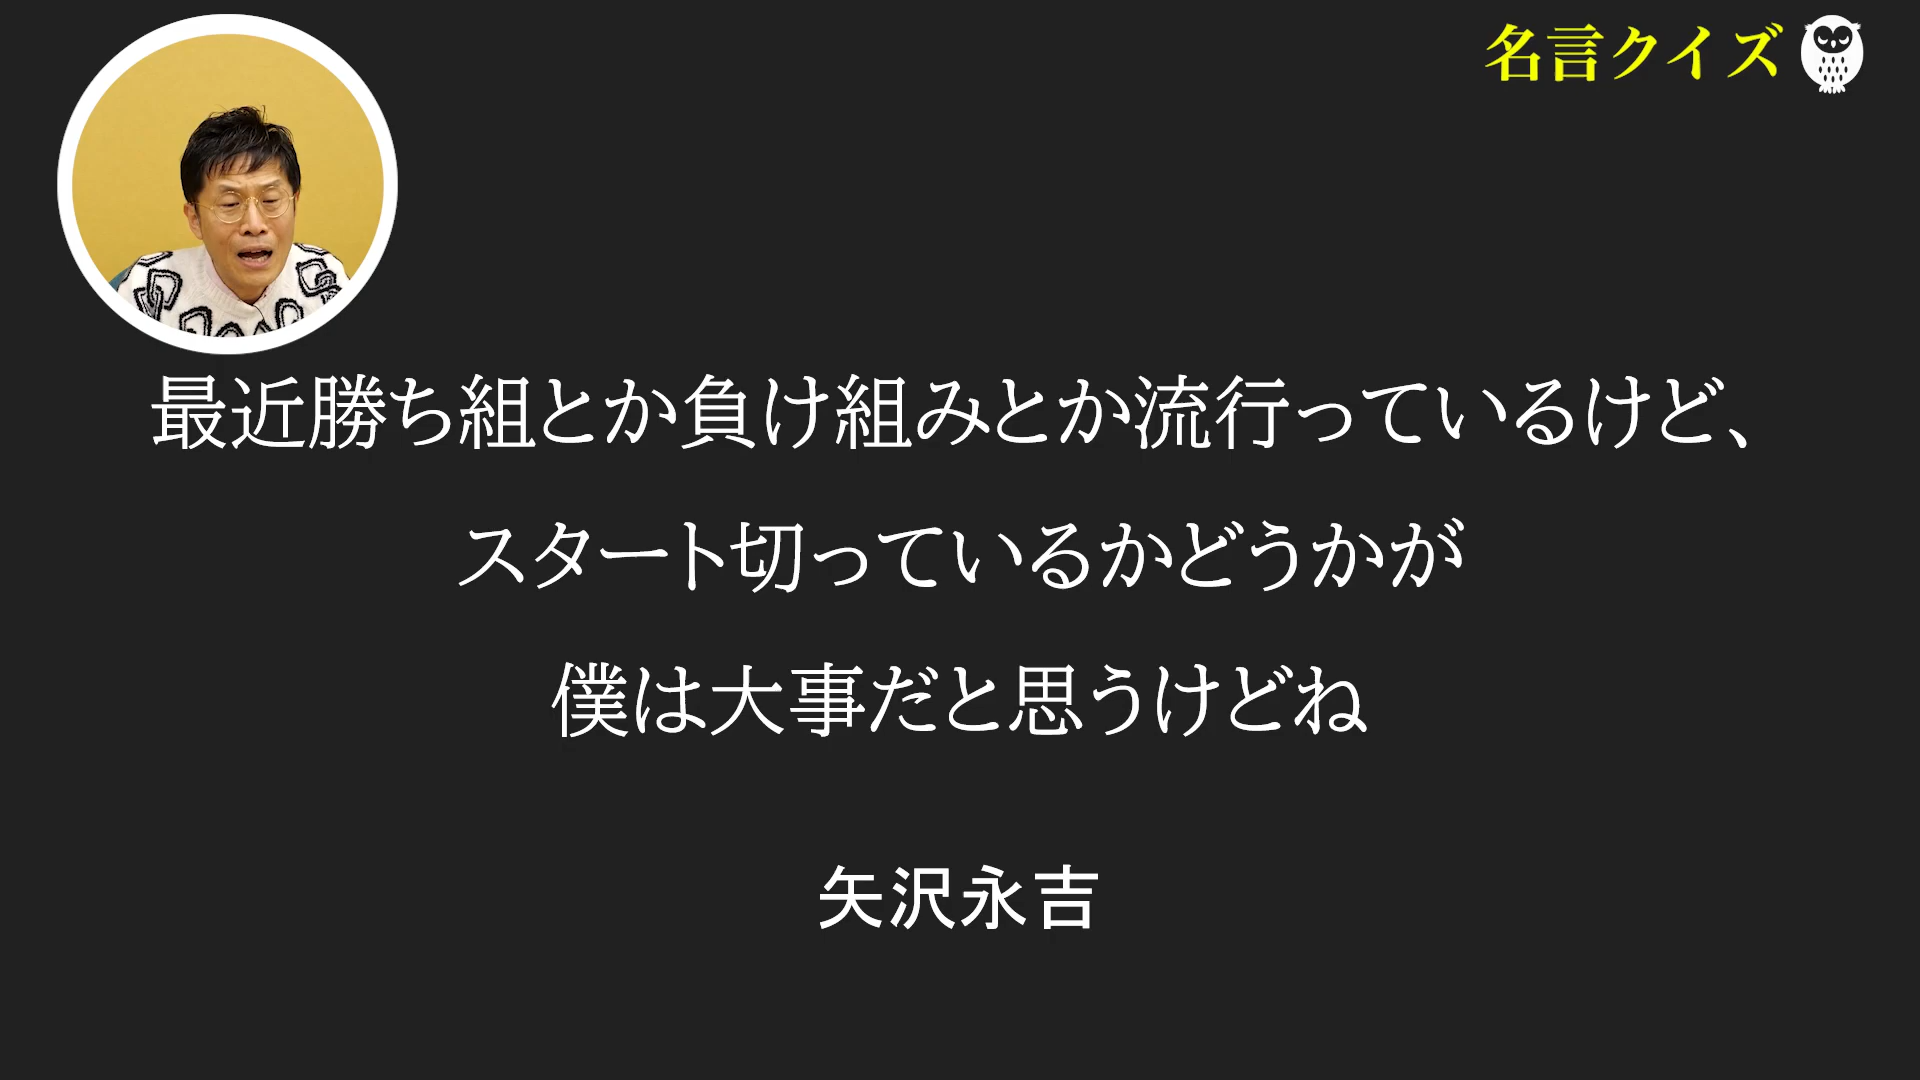 名言クイズ
最近勝ち組とか負け組みとか流行っているけど、
スタート切っているかどうかが
僕は大事だと思うけどね
矢沢永吉